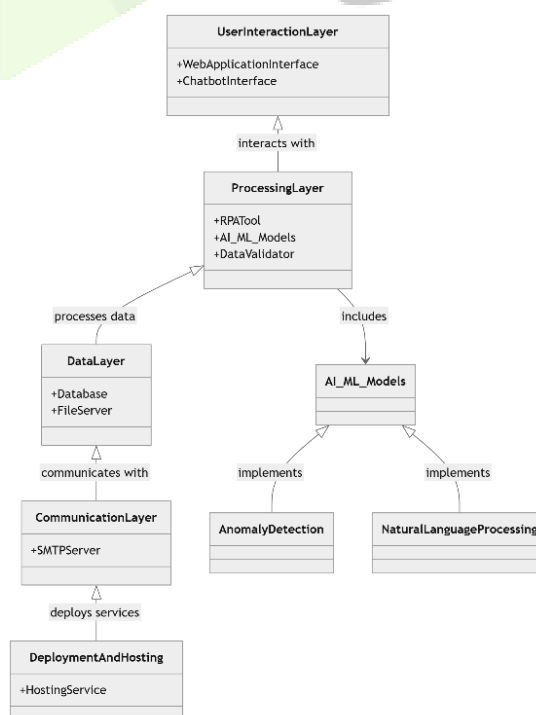 UserInteractionLayer
+WebApplicationInterface
+ChatbotInterface
interacts with
ProcessingLayer
+RPATool
+AI_ML_Models
+DataValidator
processes data
includes
DataLayer
+Database
+FileServer
AI_ML_Models
communicates with
implements
implements
CommunicationLayer
+SMTPServer
AnomalyDetection
NaturalLanguageProcessing
deploys services
DeploymentAndHosting
+HostingService